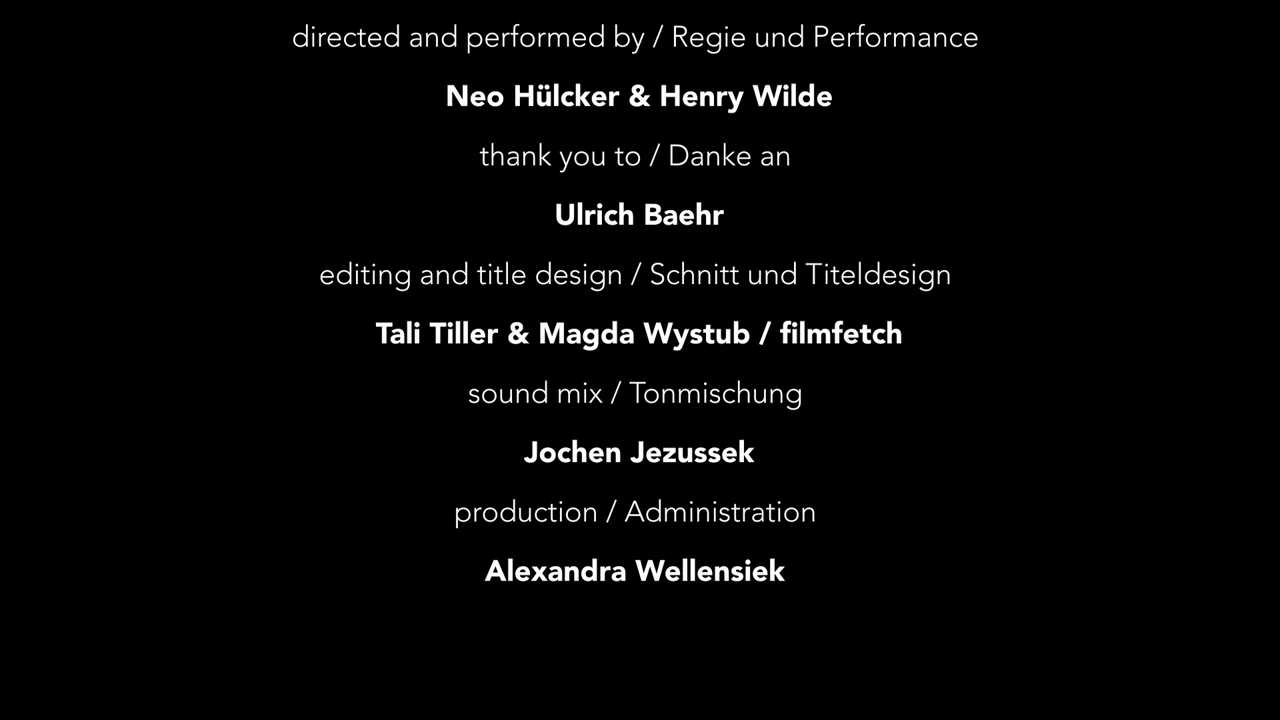 directed and performed by / Regie und Performance
Neo Hülcker & Henry Wilde
thank you to / Danke an
Ulrich Baehr
editing and title design / Schnitt und Titeldesign
Tali Tiller & Magda Wystub / filmfetch
sound mix / Tonmischung
Jochen Jezussek
production / Administration
Alexandra Wellensiek